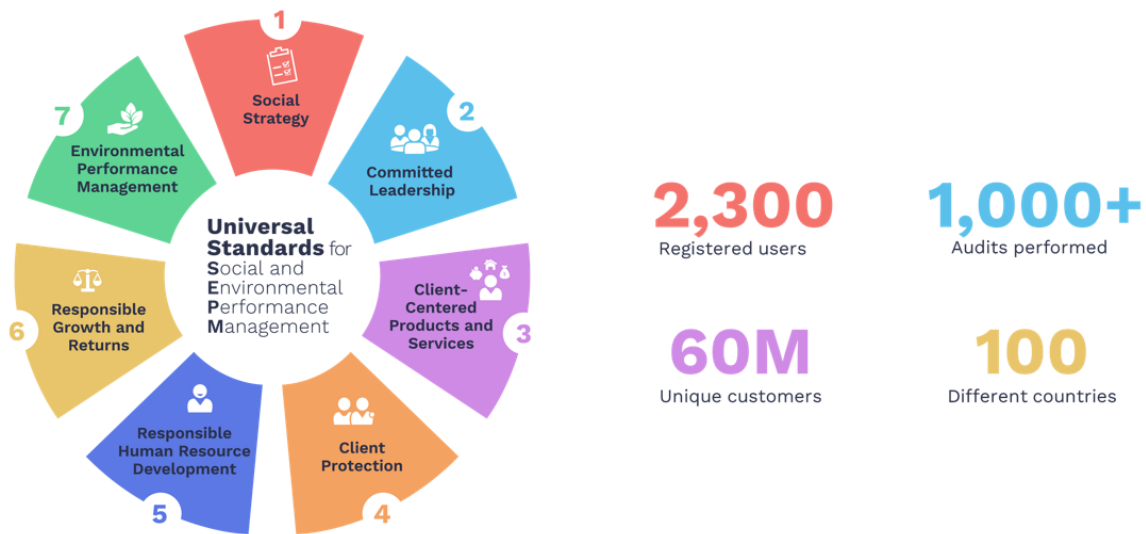 1
Social
Strategy
2
Committed
Leadership
3
Client-
Centered
Products and
Services
4
Client
Protection
5
Responsible
Human Resource
Development
6
Responsible
Growth and
Returns
7
Environmental
Performance
Management
Universal
Standards for
Social and
Environmental
Performance
Management
2,300
Registered users
1,000+
Audits performed
60M
Unique customers
100
Different countries